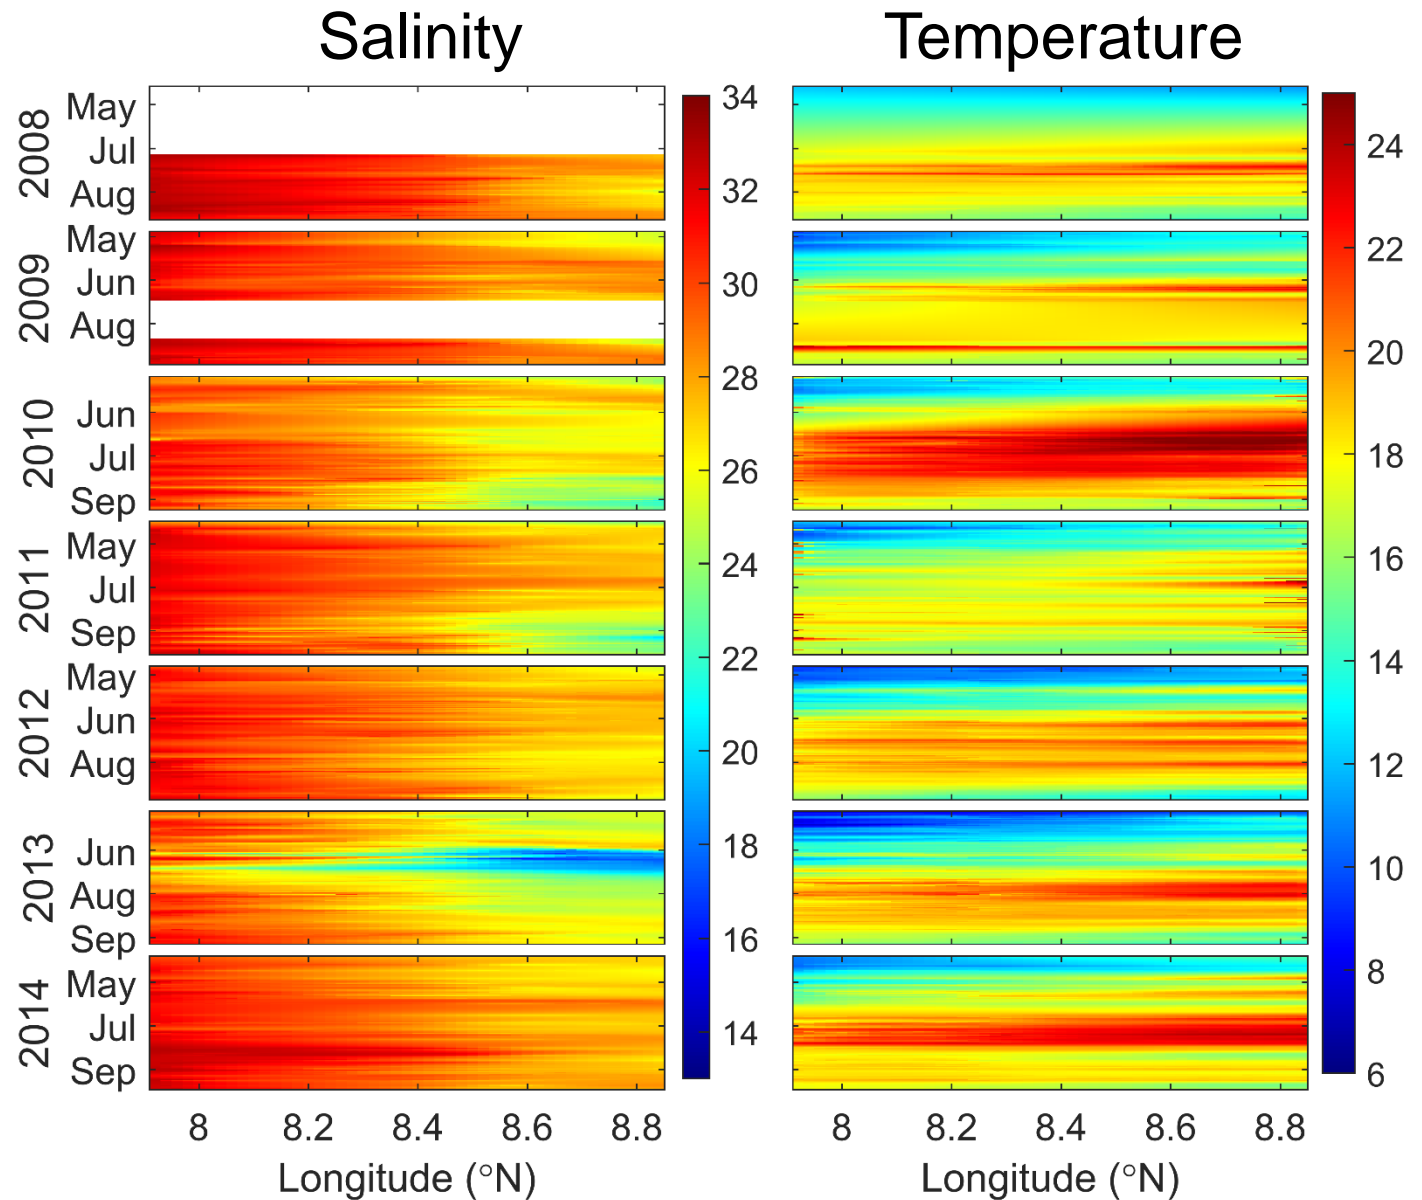 Salinity
Temperature
2008
May
Jul
Aug
2009
May
Jun
Aug
2010
Jun
Jul
Sep
2011
May
Jul
Sep
2012
May
Jun
Aug
2013
Jun
Aug
Sep
2014
May
Jul
Sep
34
32
30
28
26
24
22
20
18
16
14
24
22
20
18
16
14
12
10
8
6
8 8.2 8.4 8.6 8.8
8 8.2 8.4 8.6 8.8
Longitude (°N)
Longitude (°N)